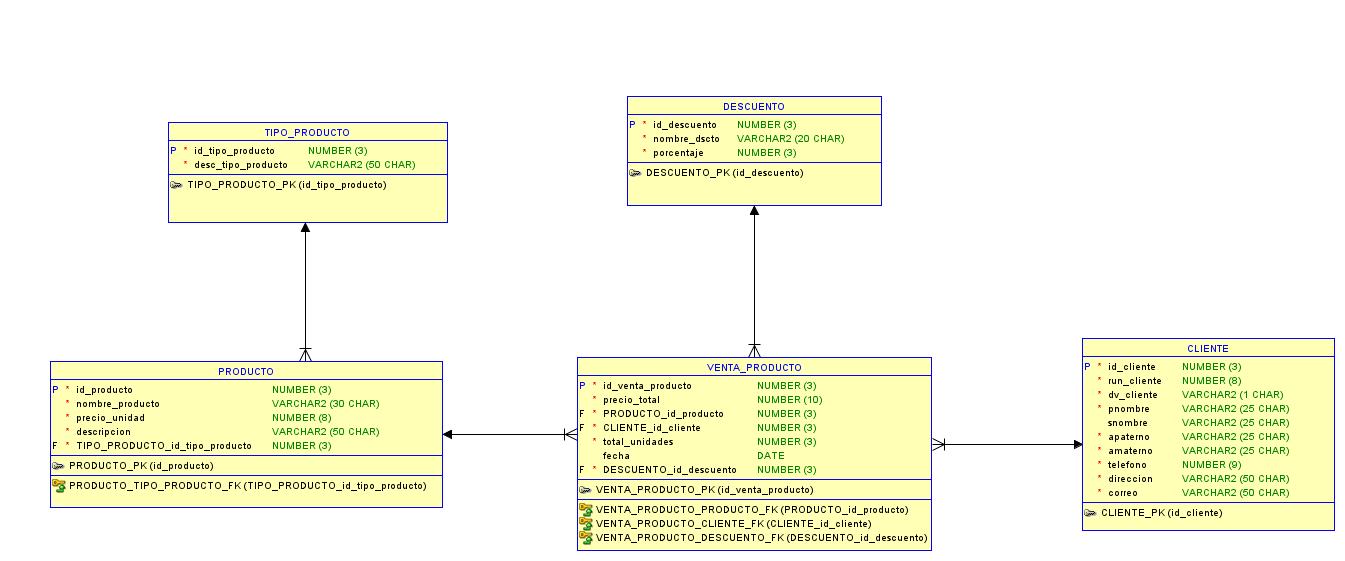 TIPO_PRODUCTO
P * id_tipo_producto NUMBER (3)
* desc_tipo_producto VARCHAR2 (50 CHAR)
TIPO_PRODUCTO_PK (id_tipo_producto)
DESCUENTO
P * id_descuento NUMBER (3)
* nombre_dscto VARCHAR2 (20 CHAR)
* porcentaje NUMBER (3)
DESCUENTO_PK (id_descuento)
PRODUCTO
P * id_producto NUMBER (3)
* nombre_producto VARCHAR2 (30 CHAR)
* precio_unidad NUMBER (8)
* descripcion VARCHAR2 (50 CHAR)
F * TIPO_PRODUCTO_id_tipo_producto NUMBER (3)
PRODUCTO_PK (id_producto)
PRODUCTO_TIPO_PRODUCTO_FK (TIPO_PRODUCTO_id_tipo_producto)
VENTA_PRODUCTO
P * id_venta_producto NUMBER (3)
* precio_total NUMBER (10)
F * PRODUCTO_id_producto NUMBER (3)
F * CLIENTE_id_cliente NUMBER (3)
* total_unidades NUMBER (3)
fecha DATE
F * DESCUENTO_id_descuento NUMBER (3)
VENTA_PRODUCTO_PK (id_venta_producto)
VENTA_PRODUCTO_PRODUCTO_FK (PRODUCTO_id_producto)
VENTA_PRODUCTO_CLIENTE_FK (CLIENTE_id_cliente)
VENTA_PRODUCTO_DESCUENTO_FK (DESCUENTO_id_descuento)
CLIENTE
P * id_cliente NUMBER (3)
* run_cliente NUMBER (8)
* dv_cliente VARCHAR2 (1 CHAR)
* pnombre VARCHAR2 (25 CHAR)
snombre VARCHAR2 (25 CHAR)
* apaterno VARCHAR2 (25 CHAR)
* amaterno VARCHAR2 (25 CHAR)
* telefono NUMBER (9)
* direccion VARCHAR2 (50 CHAR)
* correo VARCHAR2 (50 CHAR)
CLIENTE_PK (id_cliente)